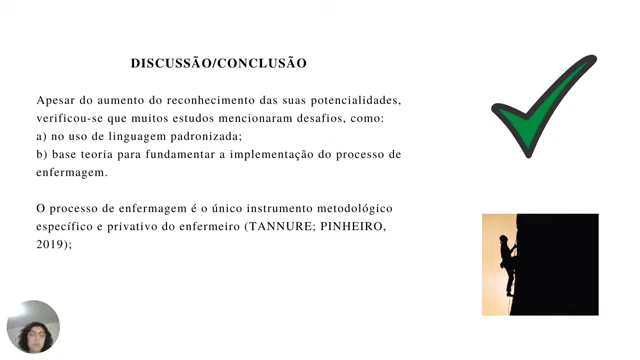 DISCUSSÃO/CONCLUSÃO
Apesar do aumento do reconhecimento das suas potencialidades,
verificou-se que muitos estudos mencionaram desafios, como:
a) no uso de linguagem padronizada;
b) base teoria para fundamentar a implementação do processo de
enfermagem.
O processo de enfermagem é o único instrumento metodológico
específico e privativo do enfermeiro (TANNURE; PINHEIRO,
2019);